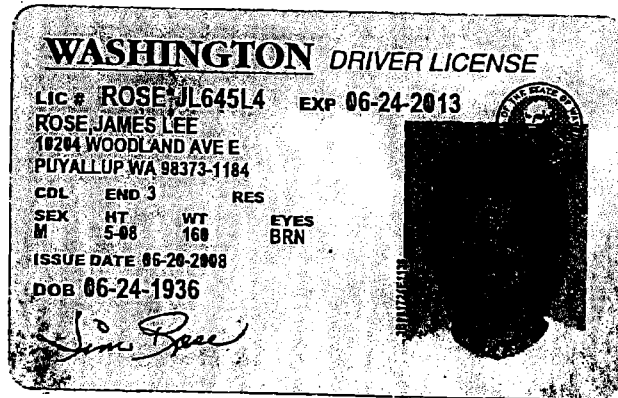 WASHINGTON DRIVER LICENSE
LIC # ROSE*JL645L4 EXP 06-24-2013
ROSE,JAMES LEE
10204 WOODLAND AVE E
PUYALLUP WA 98373-1184
CDL END 3 RES
SEX HT WT EYES
M 5-08 160 BRN
ISSUE DATE 06-20-2008
DOB 06-24-1936
Jim Rose